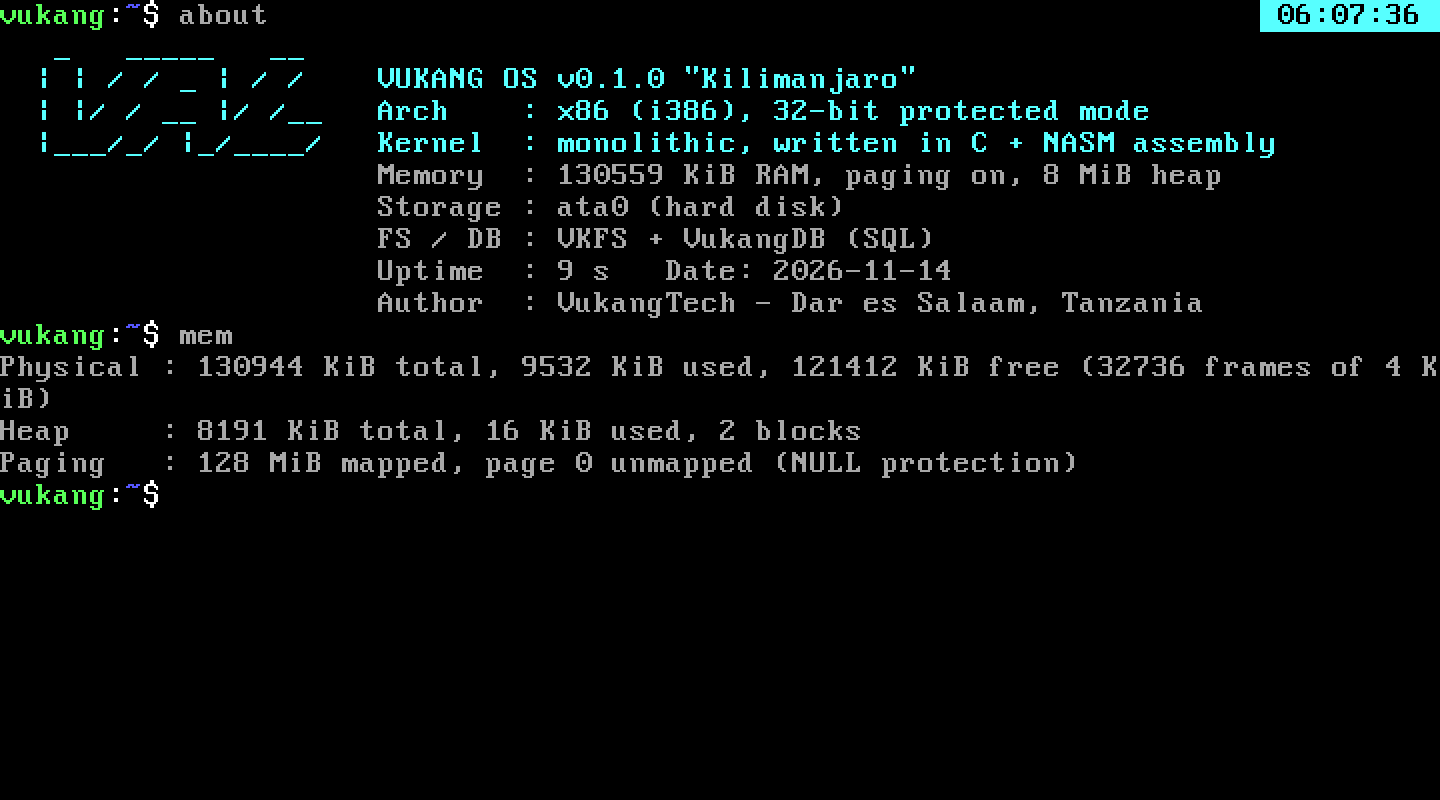 vukang:~$ about
06:07:36
VUKANG OS v0.1.0 "Kilimanjaro"
Arch   : x86 (i386), 32-bit protected mode
Kernel  : monolithic, written in C + NASM assembly
Memory  : 130559 KiB RAM, paging on, 8 MiB heap
Storage : ata0 (hard disk)
FS / DB : VKFS + VukangDB (SQL)
Uptime  : 9 s   Date: 2026-11-14
Author  : VukangTech - Dar es Salaam, Tanzania
vukang:~$ mem
Physical : 130944 KiB total, 9532 KiB used, 121412 KiB free (32736 frames of 4 K
iB)
Heap     : 8191 KiB total, 16 KiB used, 2 blocks
Paging   : 128 MiB mapped, page 0 unmapped (NULL protection)
vukang:~$